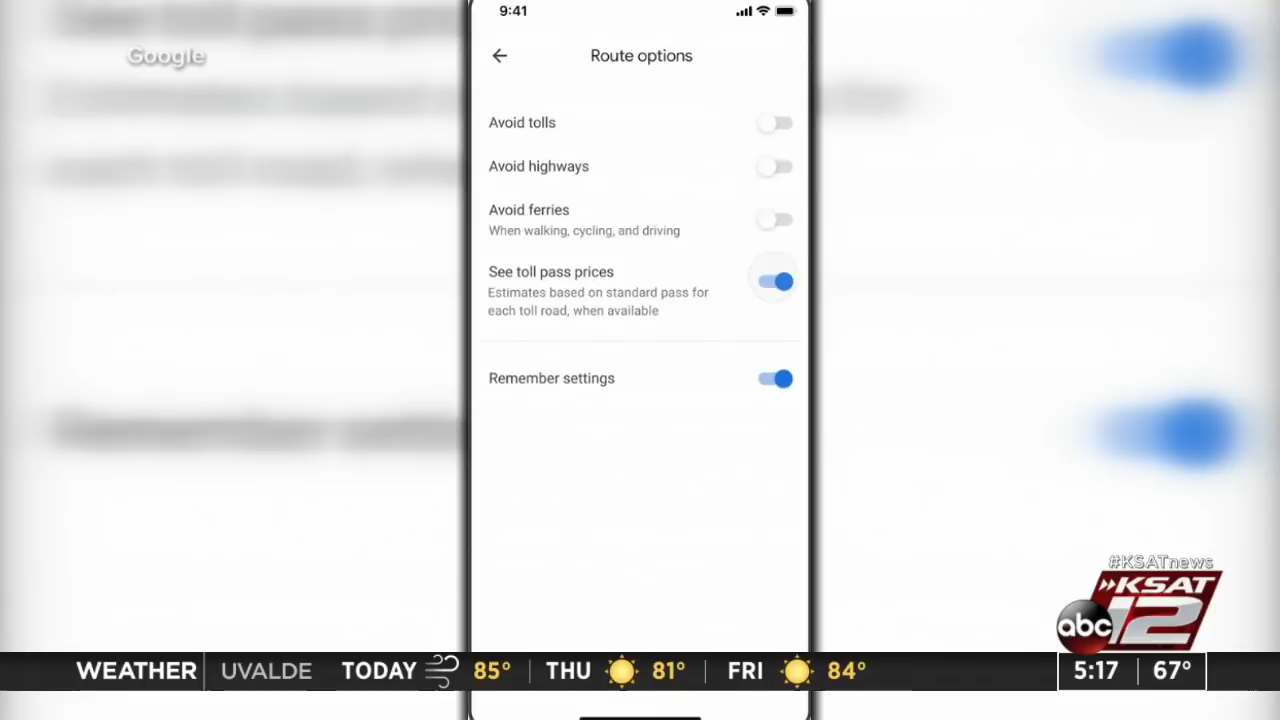 9:41
Google
Route options
Avoid tolls
Avoid highways
Avoid ferries
When walking, cycling, and driving
See toll pass prices
Estimates based on standard pass for
each toll road, when available
Remember settings
#KSATnews
KSAT
abc 12
WEATHER UVALDE TODAY 85° THU 81° FRI 84° 5:17 67°